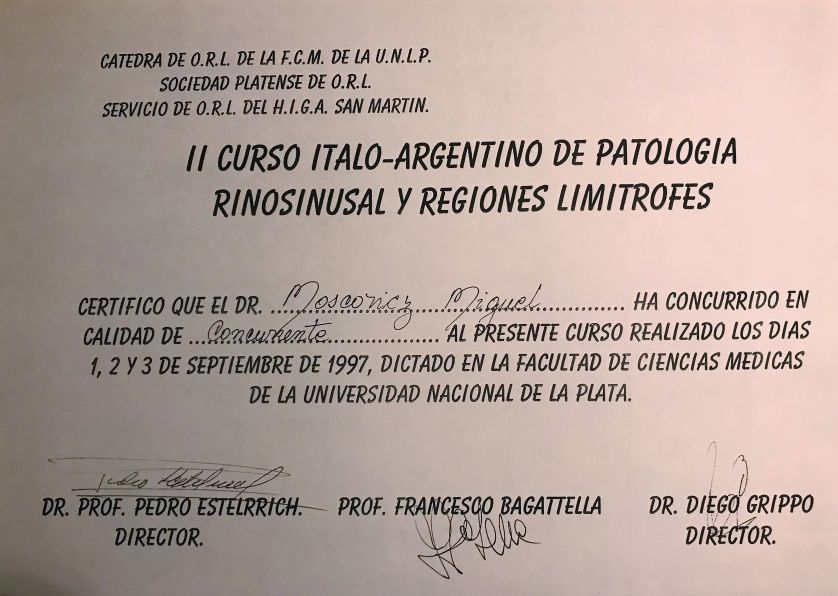 CATEDRA DE O.R.L. DE LA F.C.M. DE LA U.N.L.P.
SOCIEDAD PLATENSE DE O.R.L.
SERVICIO DE O.R.L. DEL H.I.G.A. SAN MARTIN.
II CURSO ITALO-ARGENTINO DE PATOLOGIA
RINOSINUSAL Y REGIONES LIMITROFES
CERTIFICO QUE EL DR. Moscovicz Miguel HA CONCURRIDO EN
CALIDAD DE Concurrente AL PRESENTE CURSO REALIZADO LOS DIAS
1, 2 Y 3 DE SEPTIEMBRE DE 1997, DICTADO EN LA FACULTAD DE CIENCIAS MEDICAS
DE LA UNIVERSIDAD NACIONAL DE LA PLATA.
DR. PROF. PEDRO ESTELRRICH. PROF. FRANCESCO BAGATTELLA DR. DIEGO GRIPPO
DIRECTOR. DIRECTOR.